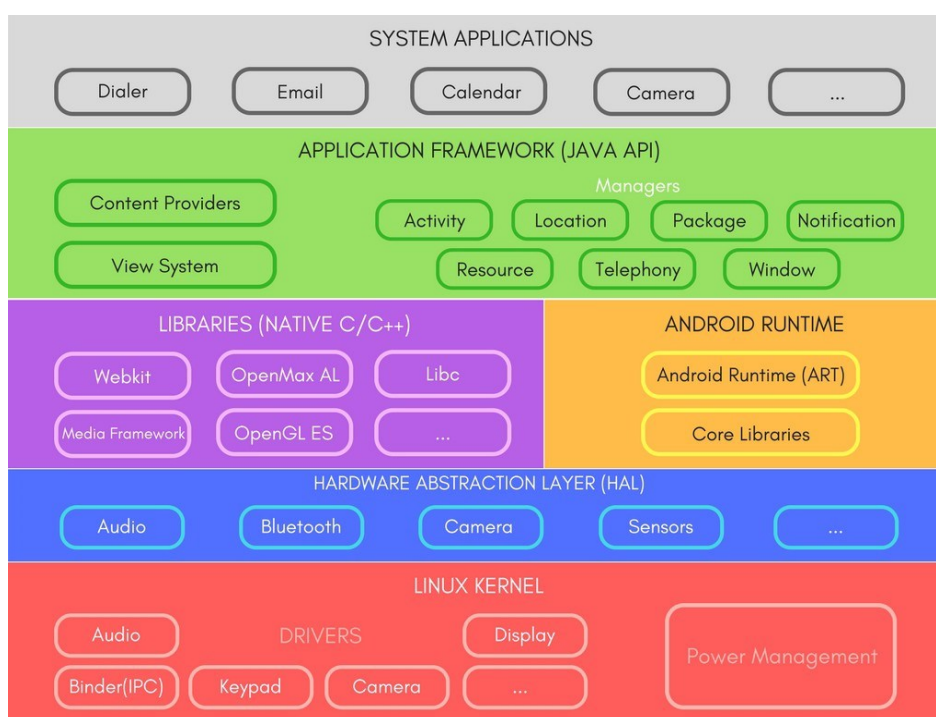 SYSTEM APPLICATIONS
Dialer Email Calendar Camera ...
APPLICATION FRAMEWORK (JAVA API)
Managers
Content Providers
Activity Location Package Notification
View System
Resource Telephony Window
LIBRARIES (NATIVE C/C++)
Webkit OpenMax AL Libc
Media Framework OpenGL ES ...
ANDROID RUNTIME
Android Runtime (ART)
Core Libraries
HARDWARE ABSTRACTION LAYER (HAL)
Audio Bluetooth Camera Sensors ...
LINUX KERNEL
Audio DRIVERS Display
Binder(IPC) Keypad Camera ...
Power Management